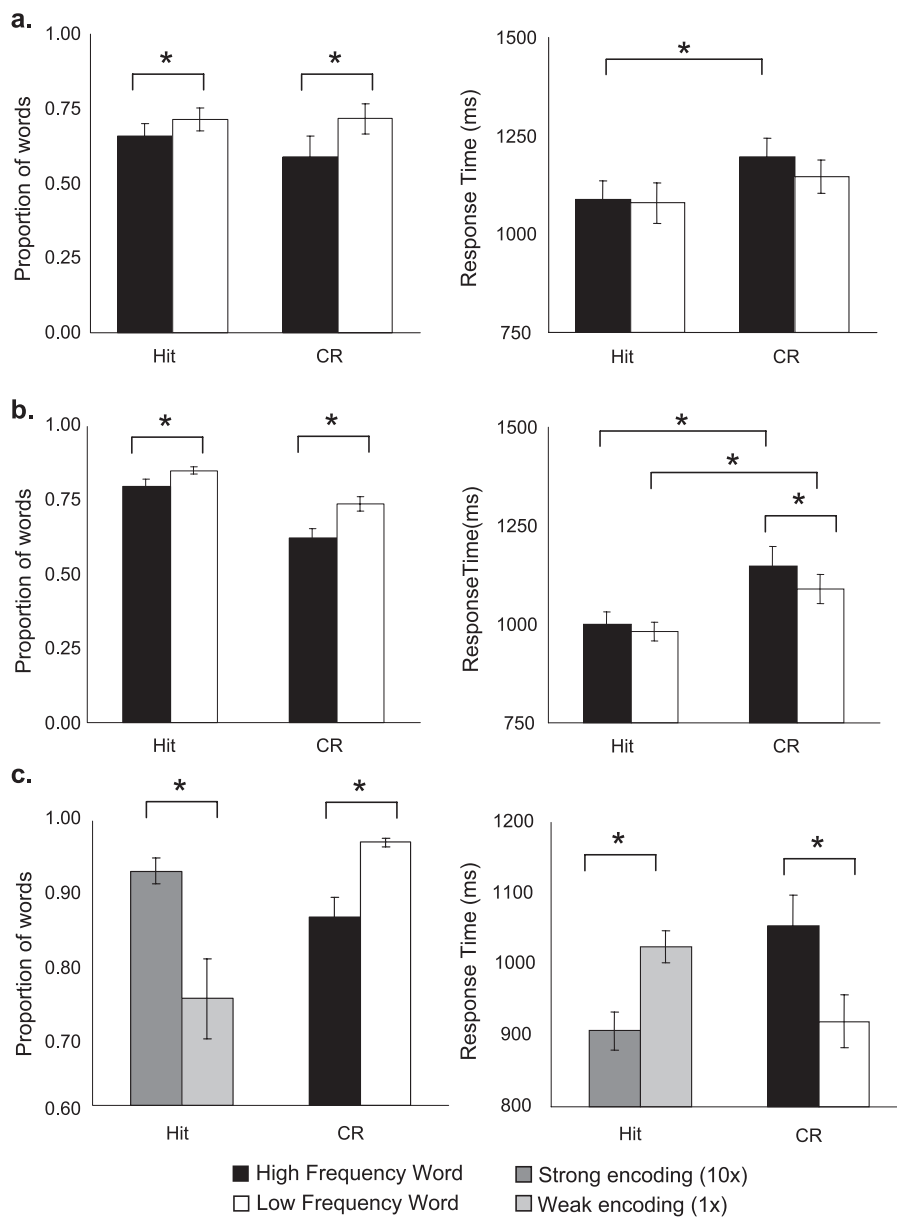 a.
1.00
0.75
0.50
0.25
0.00
Proportion of words
*
*
Hit
CR
1500
1250
1000
750
Response Time (ms)
*
Hit
CR
b.
1.00
0.75
0.50
0.25
0.00
Proportion of words
*
*
Hit
CR
1500
1250
1000
750
ResponseTime(ms)
*
*
*
Hit
CR
c.
1.00
0.90
0.80
0.70
0.60
Proportion of words
*
*
Hit
CR
1200
1100
1000
900
800
Response Time (ms)
*
*
Hit
CR
High Frequency Word
Low Frequency Word
Strong encoding (10x)
Weak encoding (1x)